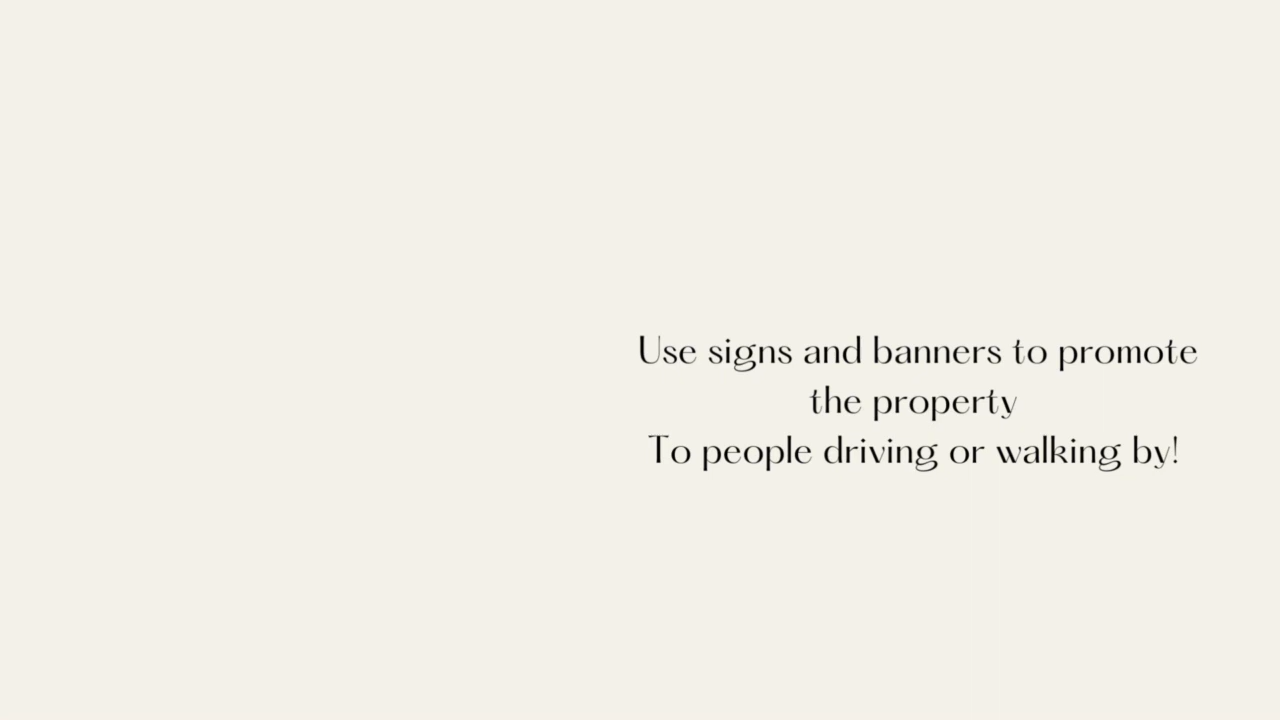 Use signs and banners to promote
the property
To people driving or walking by!